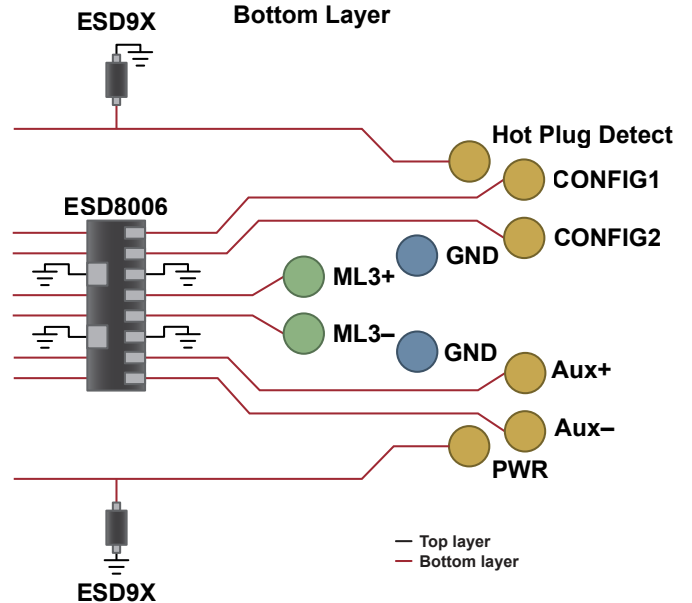 ESD9X
Bottom Layer
Hot Plug Detect
CONFIG1
ESD8006
CONFIG2
GND
ML3+
ML3–
GND
Aux+
Aux–
PWR
Top layer
Bottom layer
ESD9X